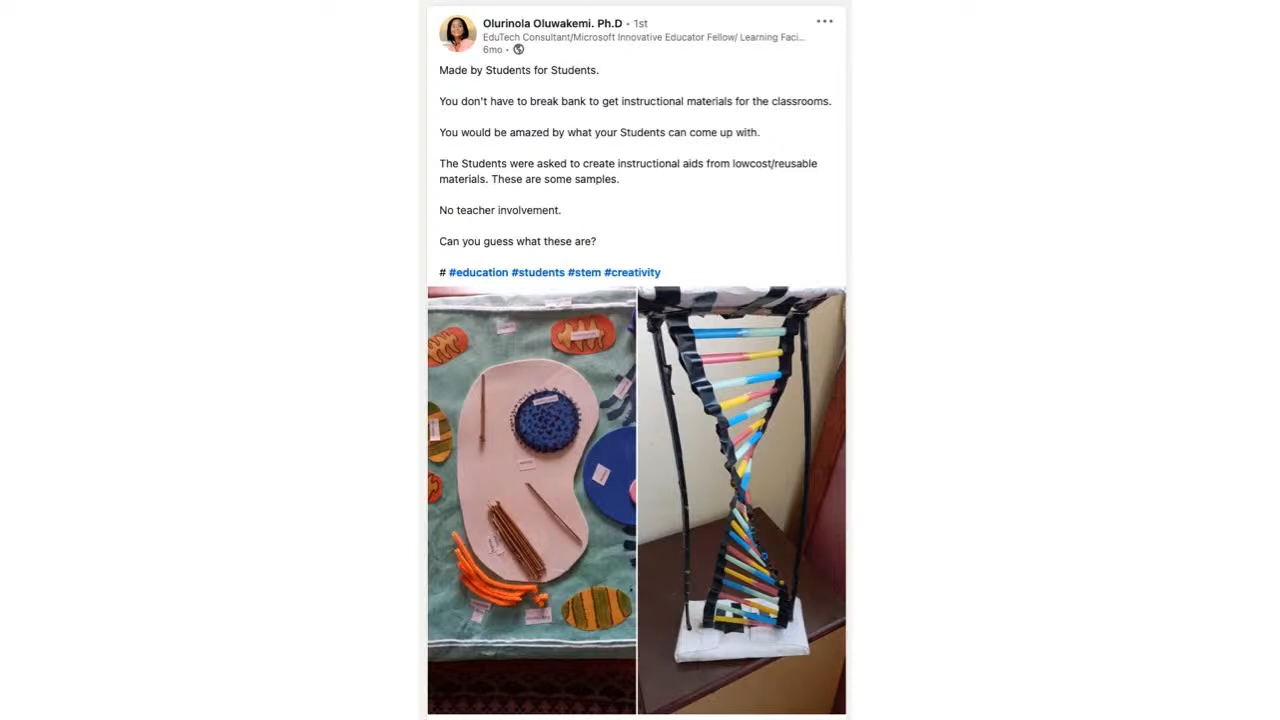 Olurinola Oluwakemi. Ph.D • 1st
EduTech Consultant/Microsoft Innovative Educator Fellow/ Learning Faci...
6mo •
Made by Students for Students.
You don't have to break bank to get instructional materials for the classrooms.
You would be amazed by what your Students can come up with.
The Students were asked to create instructional aids from lowcost/reusable
materials. These are some samples.
No teacher involvement.
Can you guess what these are?
# #education #students #stem #creativity